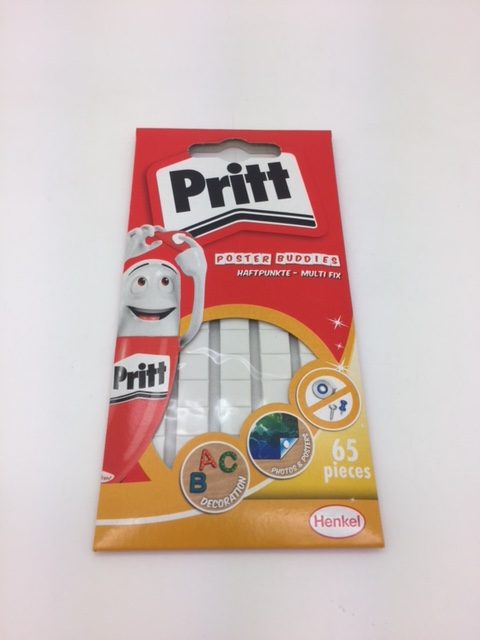 Pritt
POSTER BUDDIES
HAFTPUNKTE - MULTI FIX
Pritt
A C
B
DECORATION
PHOTOS & POSTERS
65
pieces
Henkel